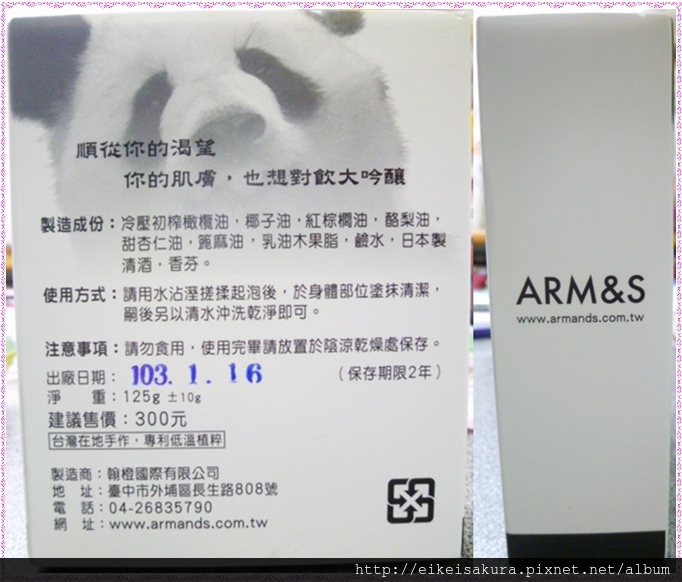 順從你的渴望
你的肌膚，也想對飲大吟釀
製造成份：冷壓初榨橄欖油，椰子油，紅棕櫚油，酪梨油，
甜杏仁油，篦麻油，乳油木果脂，鹼水，日本製
清酒，香芬。
使用方式：請用水沾溼搓揉起泡後，於身體部位塗抹清潔，
嗣後另以清水沖洗乾淨即可。
注意事項：請勿食用，使用完畢請放置於陰涼乾燥處保存。
出廠日期：103. 1. 16 （保存期限2年）
淨 重：125g ±10g
建議售價：300元
台灣在地手作，專利低溫植粹
製造商：翰橙國際有限公司
地 址：臺中市外埔區長生路808號
電 話：04-26835790
網 址：www.armands.com.tw
ARM&S
www.armands.com.tw
http://eikeisakura.pixnet.net/album